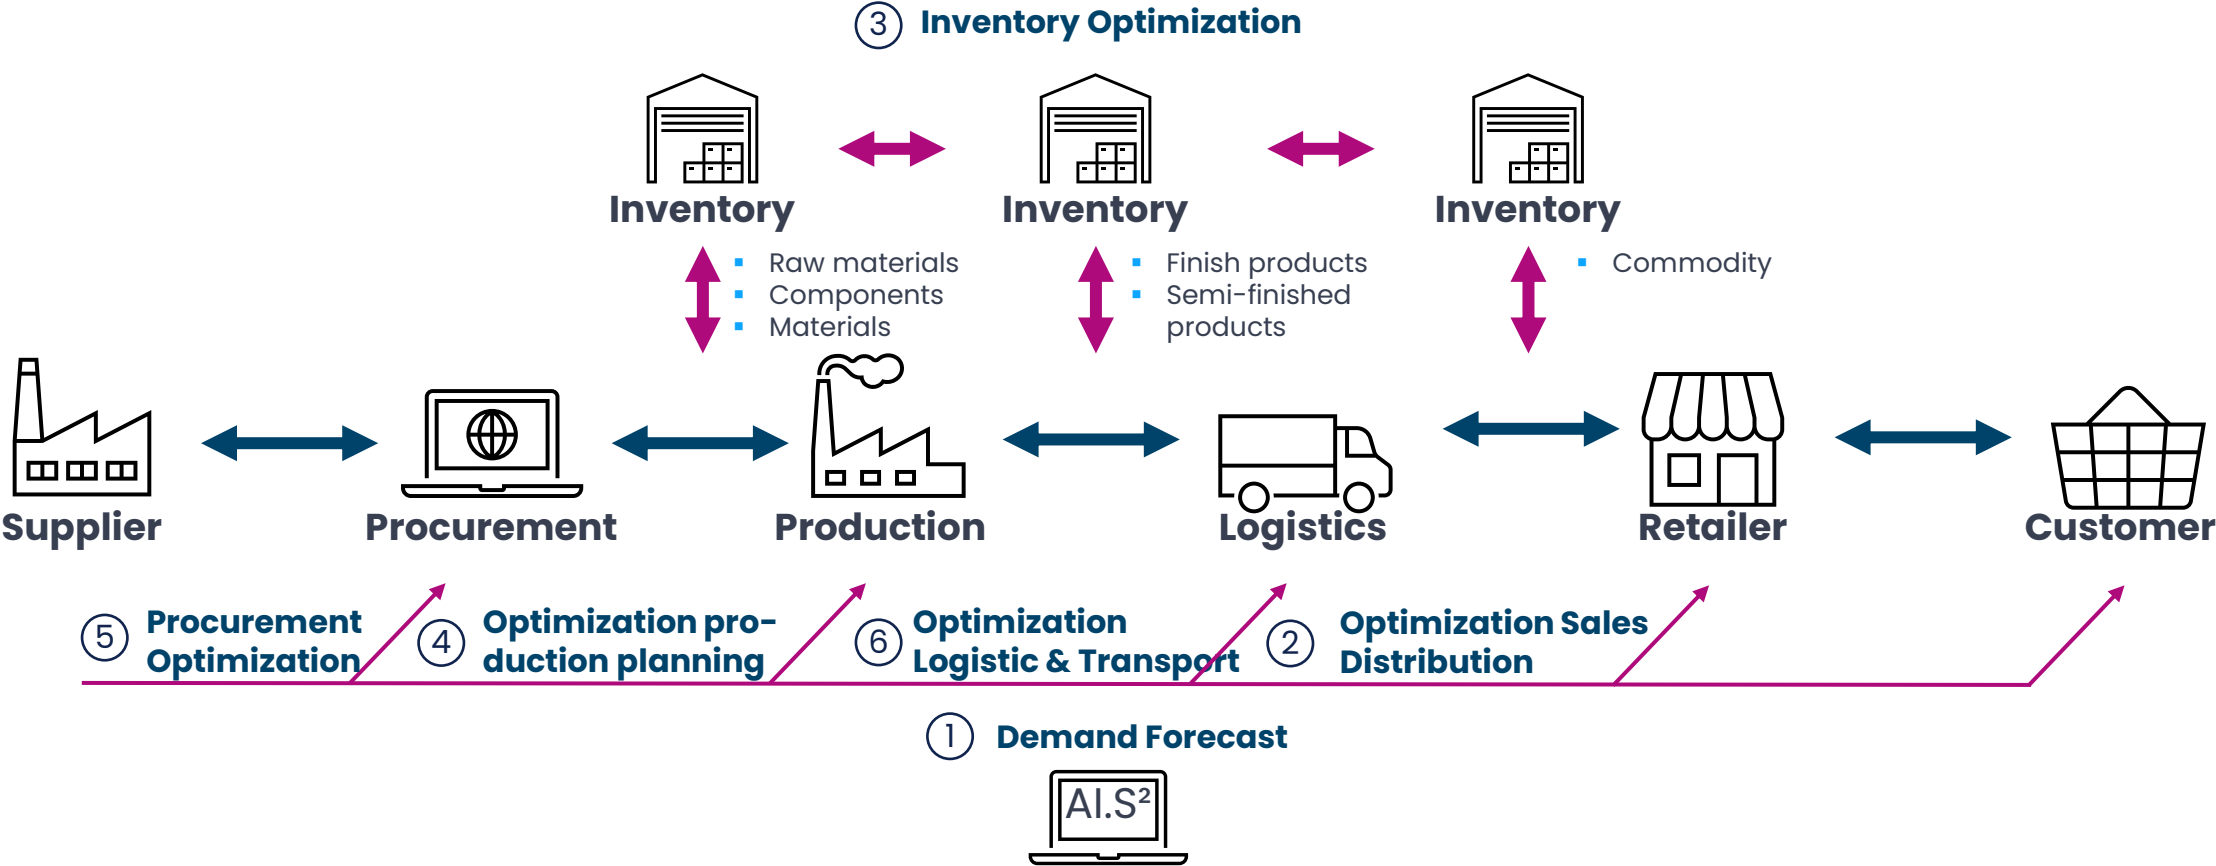 3 Inventory Optimization
Inventory
Inventory
Inventory
Raw materials
Components
Materials
Finish products
Semi-finished
products
Commodity
Supplier
Procurement
Production
Logistics
Retailer
Customer
5 Procurement
Optimization
4 Optimization pro-
duction planning
6 Optimization
Logistic & Transport
2 Optimization Sales
Distribution
1 Demand Forecast
AI.S²